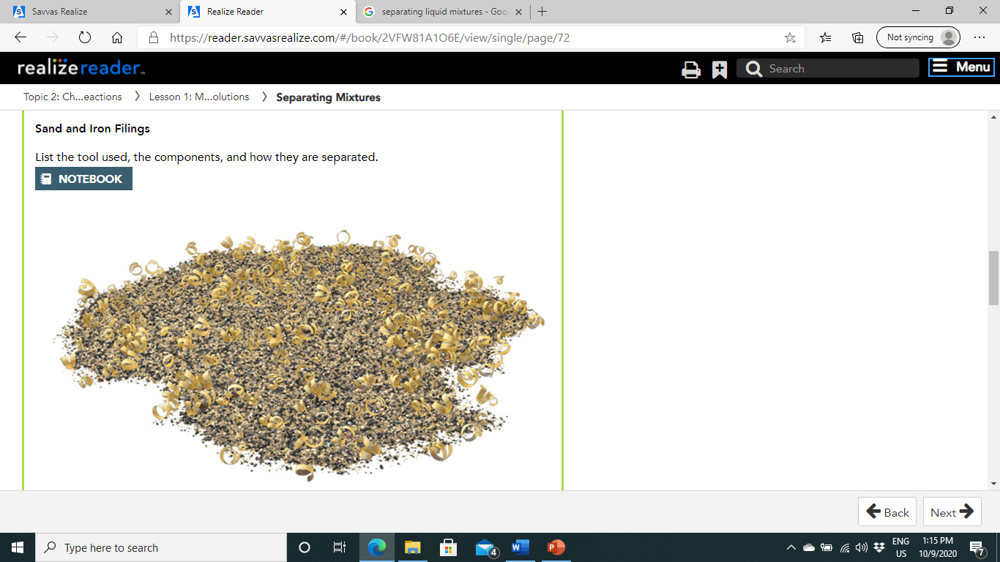 Savvas Realize
Realize Reader
separating liquid mixtures - Goo
https://reader.savvasrealize.com/#/book/2VFW81A1O6E/view/single/page/72
Not syncing
realize reader™
Search
Menu
Topic 2: Ch...eactions
Lesson 1: M...olutions
Separating Mixtures
Sand and Iron Filings
List the tool used, the components, and how they are separated.
NOTEBOOK
Back
Next
Type here to search
4
ENG
US
1:15 PM
10/9/2020
7